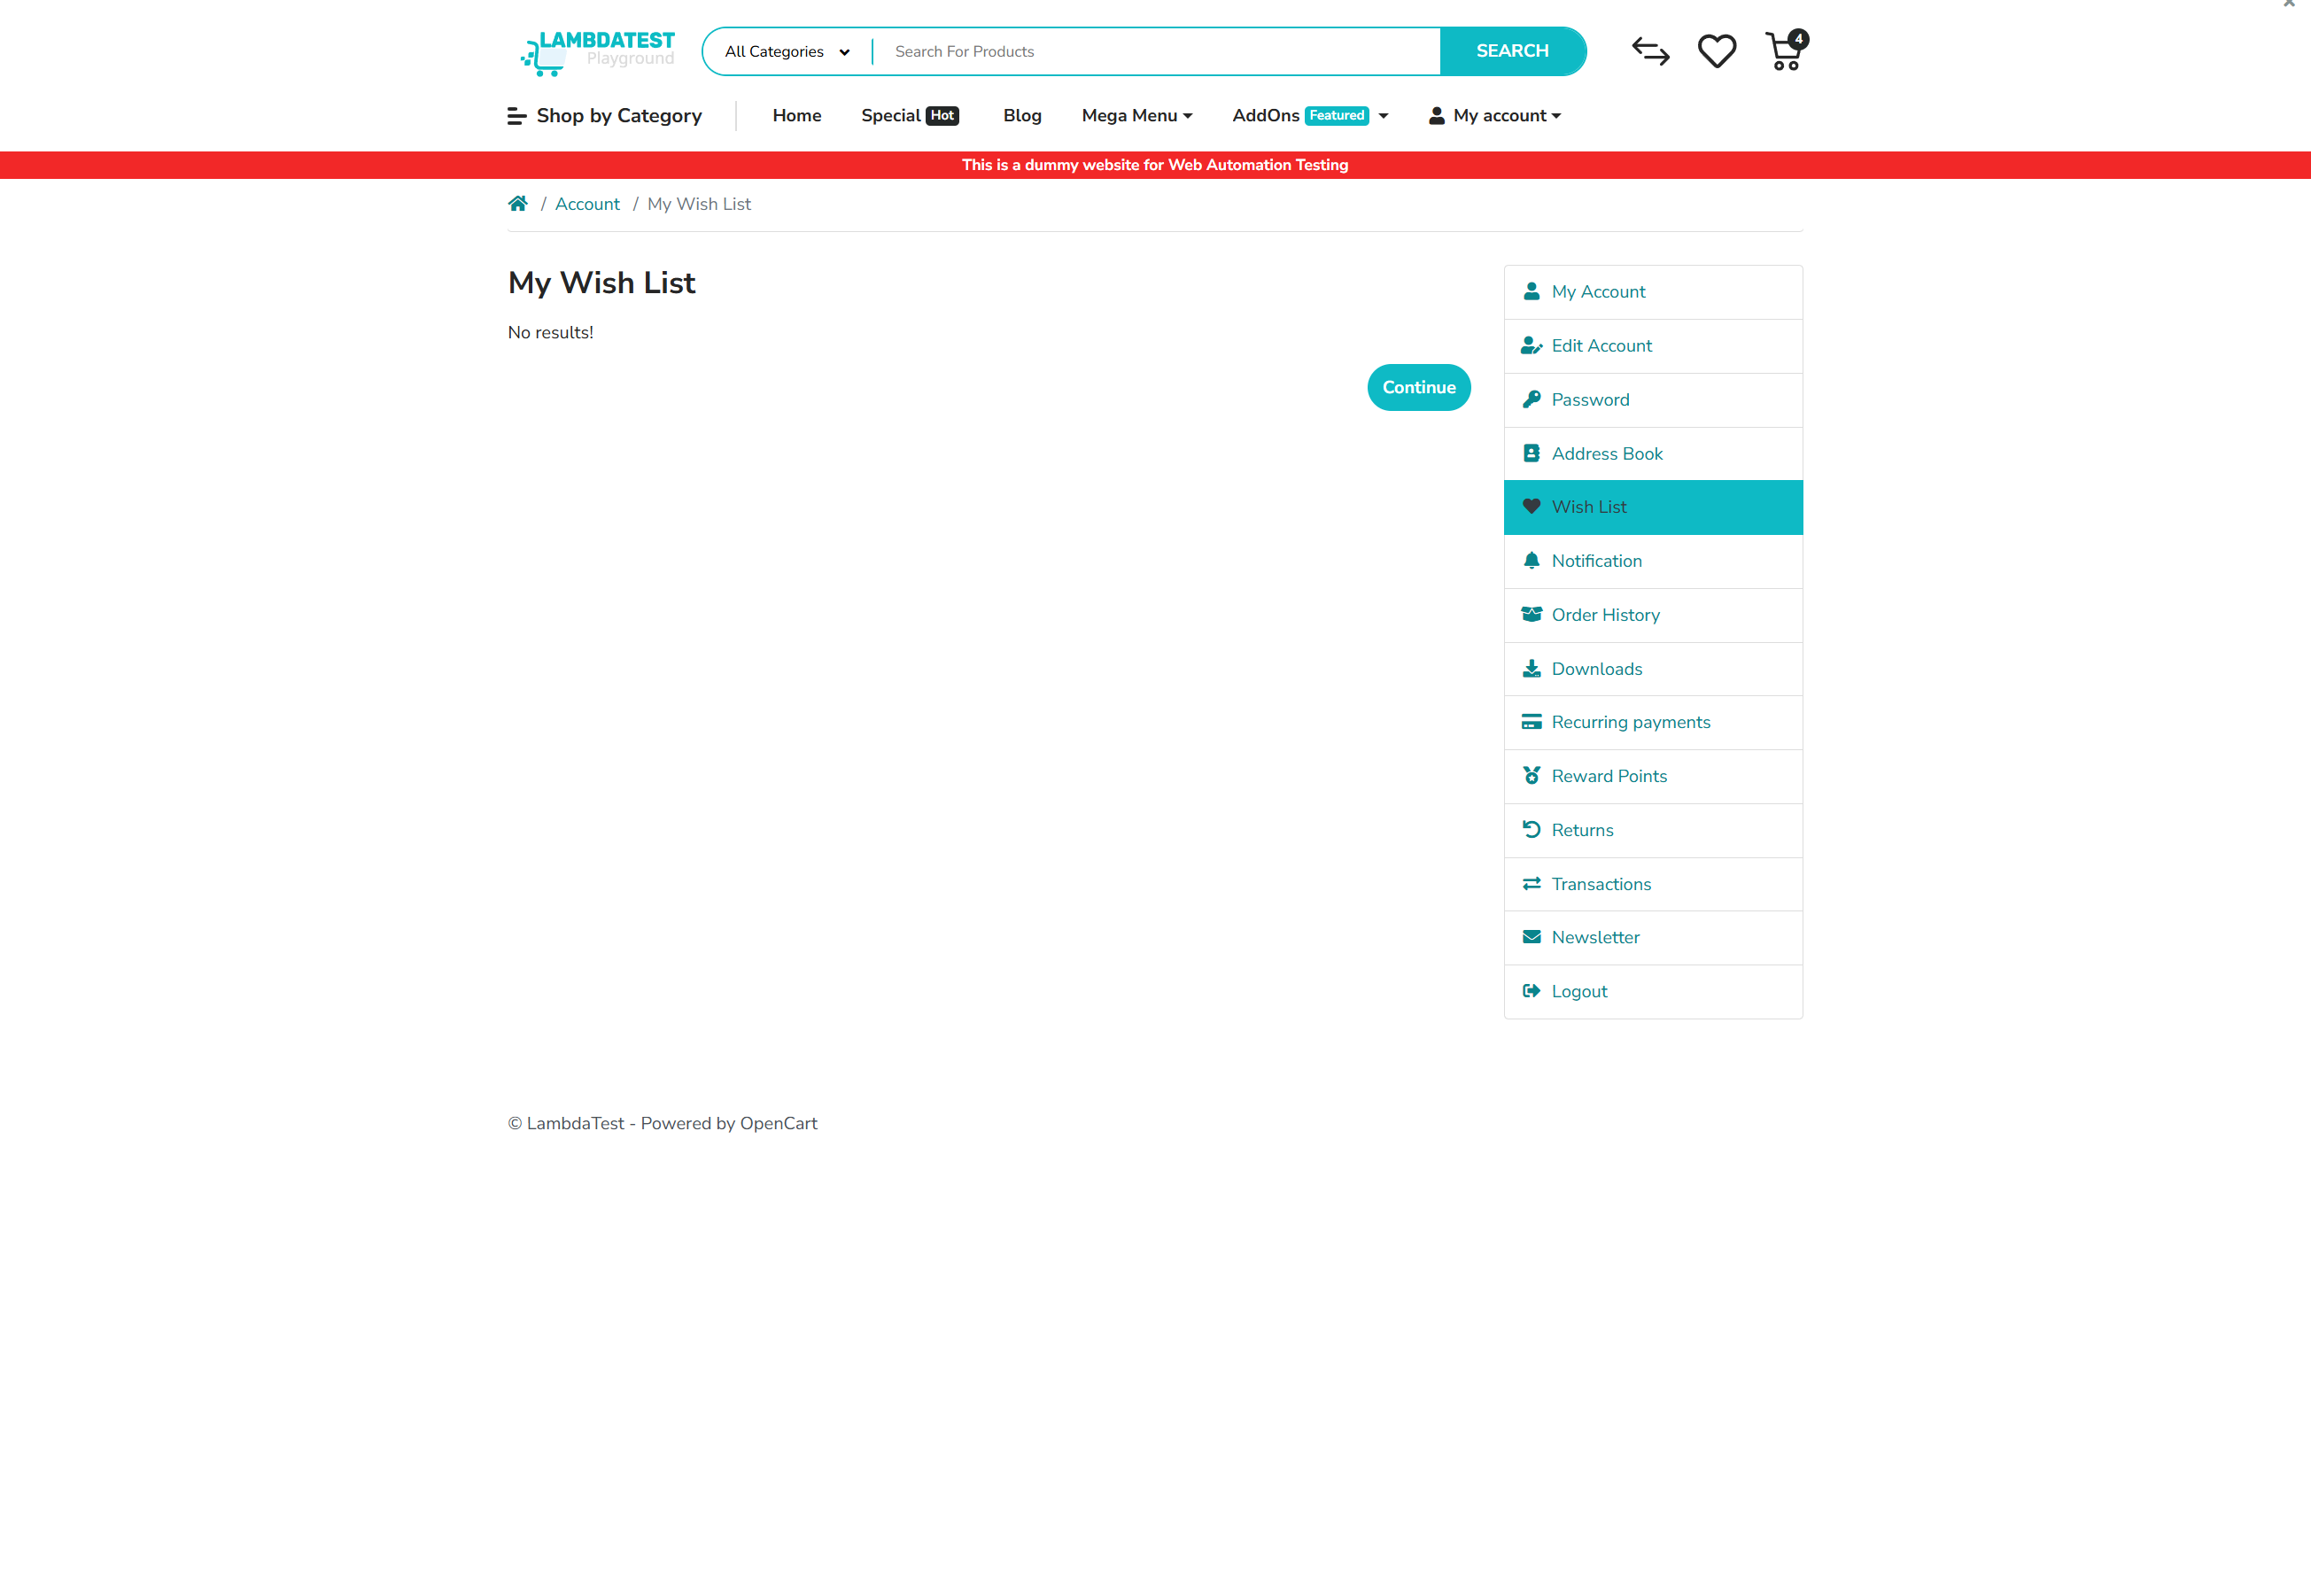 LAMBDATEST
Playground
All Categories
Search For Products
SEARCH
4
Shop by Category
Home
Special Hot
Blog
Mega Menu
AddOns Featured
My account
This is a dummy website for Web Automation Testing
/ Account / My Wish List
My Wish List
No results!
Continue
My Account
Edit Account
Password
Address Book
Wish List
Notification
Order History
Downloads
Recurring payments
Reward Points
Returns
Transactions
Newsletter
Logout
© LambdaTest - Powered by OpenCart